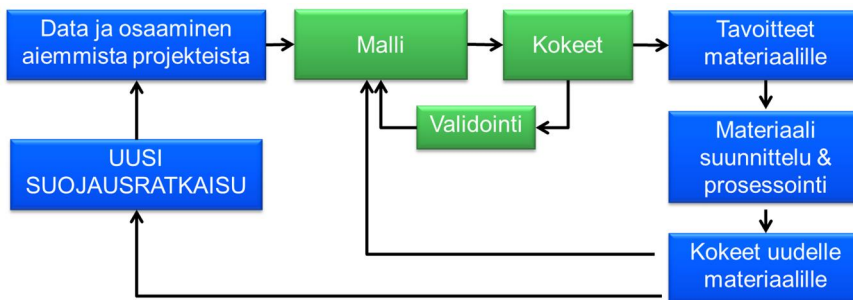 Data ja osaaminen
aiemmista projekteista
Malli
Kokeet
Tavoitteet
materiaalille
Validointi
Materiaali
suunnittelu &
prosessointi
UUSI
SUOJAUSRATKAISU
Kokeet uudelle
materiaalille